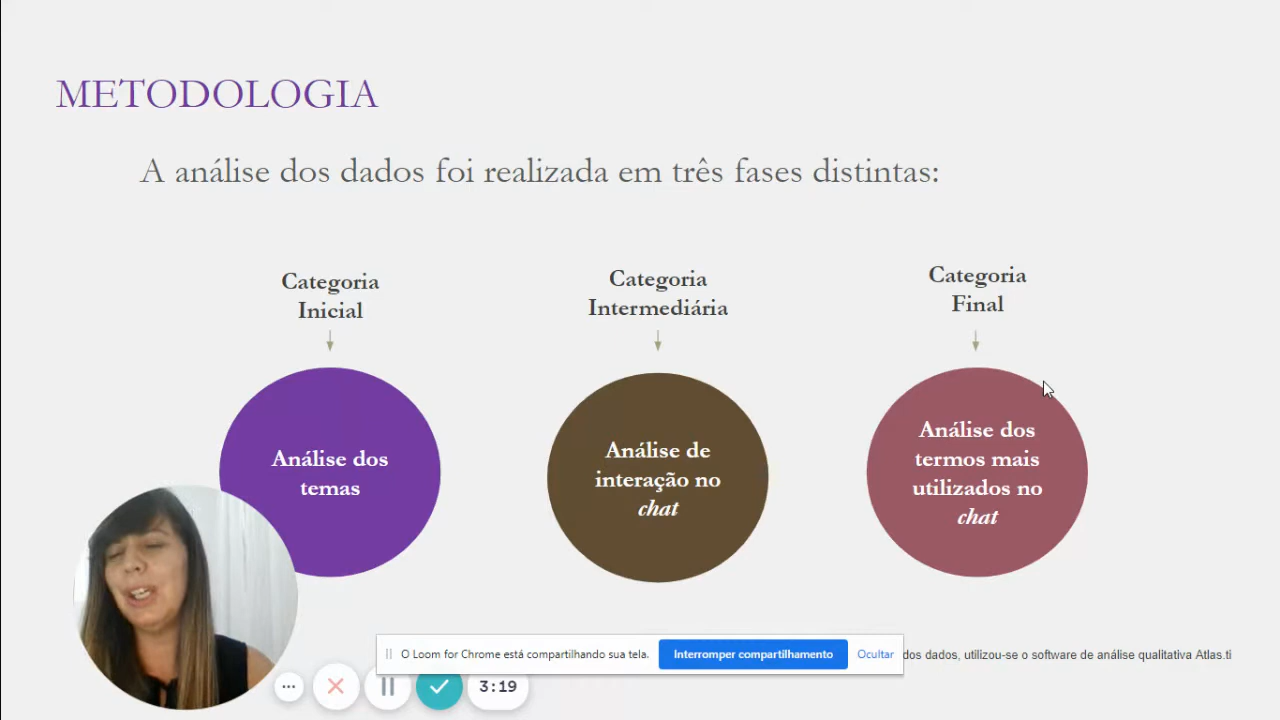 METODOLOGIA
A análise dos dados foi realizada em três fases distintas:
Categoria
Inicial
Categoria
Intermediária
Categoria
Final
Análise dos
temas
Análise de
interação no
chat
Análise dos
termos mais
utilizados no
chat
O Loom for Chrome está compartilhando sua tela.
Interromper compartilhamento
Ocultar
dos dados, utilizou-se o software de análise qualitativa Atlas.ti
3:19